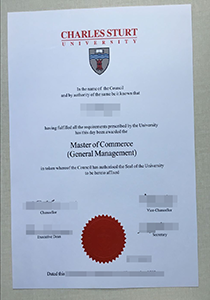 CHARLES STURT
UNIVERSITY
In the name of the Council
and by authority of the same be it known that
having fulfilled all the requirements prescribed by the University
has this day been awarded the
Master of Commerce
(General Management)
in token whereof the Council has authorised the Seal of the University
to be hereto affixed
Chancellor
Vice-Chancellor
Executive Dean
Secretary
Dated this